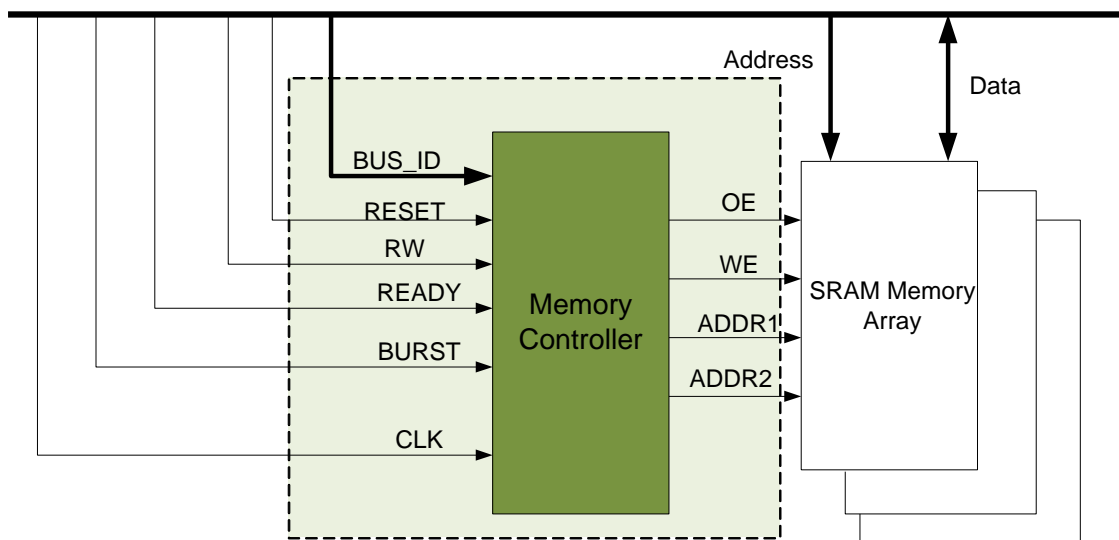 Address
Data
BUS_ID
RESET
RW
READY
BURST
CLK
Memory
Controller
OE
WE
ADDR1
ADDR2
SRAM Memory
Array